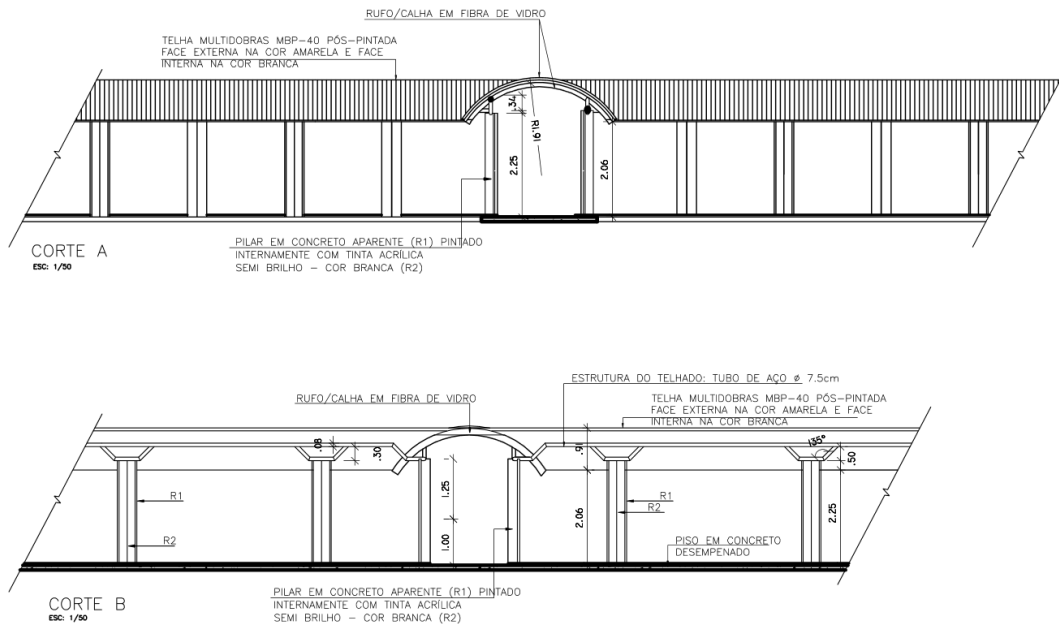 RUFO/CALHA EM FIBRA DE VIDRO
TELHA MULTIDOBRAS MBP-40 PÓS-PINTADA
FACE EXTERNA NA COR AMARELA E FACE
INTERNA NA COR BRANCA
.34
R1.91
2.25
2.06
PILAR EM CONCRETO APARENTE (R1) PINTADO
INTERNAMENTE COM TINTA ACRÍLICA
SEMI BRILHO - COR BRANCA (R2)
CORTE A
ESC: 1/50
ESTRUTURA DO TELHADO: TUBO DE AÇO ø 7.5cm
RUFO/CALHA EM FIBRA DE VIDRO
TELHA MULTIDOBRAS MBP-40 PÓS-PINTADA
FACE EXTERNA NA COR AMARELA E FACE
INTERNA NA COR BRANCA
.08
.30
.91
135°
.50
1.25
1.00
2.06
2.25
R1
R2
R1
R2
PISO EM CONCRETO
DESEMPENADO
PILAR EM CONCRETO APARENTE (R1) PINTADO
INTERNAMENTE COM TINTA ACRÍLICA
SEMI BRILHO - COR BRANCA (R2)
CORTE B
ESC: 1/50